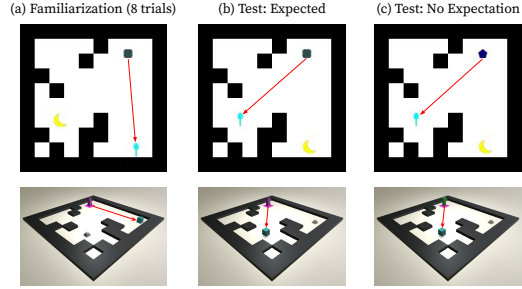 (a) Familiarization (8 trials)
(b) Test: Expected
(c) Test: No Expectation